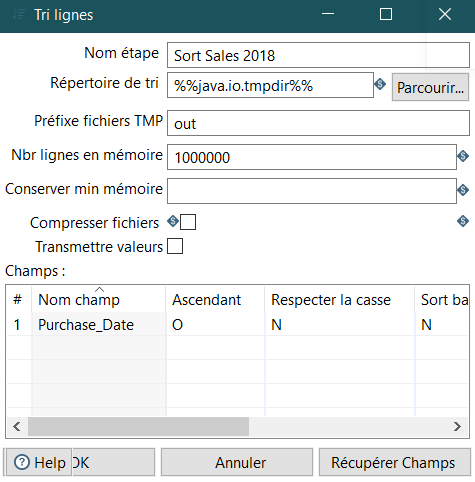 Tri lignes
Nom étape Sort Sales 2018
Répertoire de tri %%java.io.tmpdir%% Parcourir...
Préfixe fichiers TMP out
Nbr lignes en mémoire 1000000
Conserver min mémoire
Compresser fichiers
Transmettre valeurs
Champs :
# Nom champ Ascendant Respecter la casse Sort ba
1 Purchase_Date O N N
Help OK Annuler Récupérer Champs